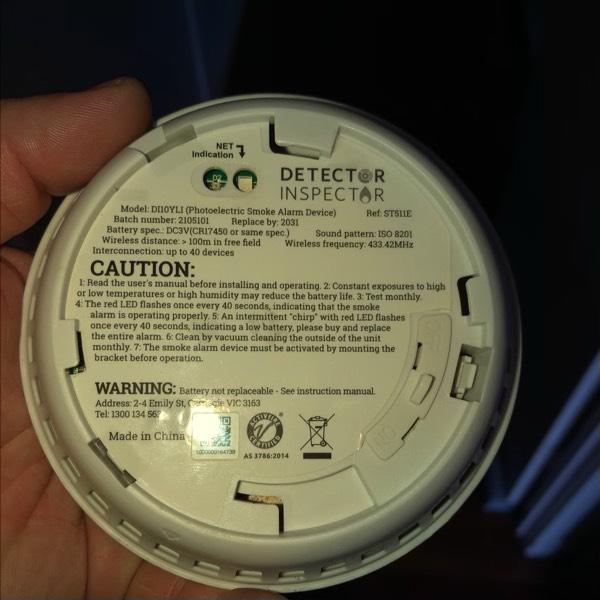 NET
Indication
D2
DETECTOR
INSPECTOR
Model: DI10YLI (Photoelectric Smoke Alarm Device) Ref: ST511E
Batch number: 2105101 Replace by: 2031
Battery spec.: DC3V(CR17450 or same spec.) Sound pattern: ISO 8201
Wireless distance: > 100m in free field Wireless frequency: 433.42MHz
Interconnection: up to 40 devices
CAUTION:
1: Read the user's manual before installing and operating. 2: Constant exposures to high
or low temperatures or high humidity may reduce the battery life. 3: Test monthly.
4: The red LED flashes once every 40 seconds, indicating that the smoke
alarm is operating properly. 5: An intermittent "chirp" with red LED flashes
once every 40 seconds, indicating a low battery, please buy and replace
the entire alarm. 6: Clean by vacuum cleaning the outside of the unit
monthly. 7: The smoke alarm device must be activated by mounting the
bracket before operation.
OFF
ON
WARNING: Battery not replaceable - See instruction manual.
Address: 2-4 Emily St, Carnegie VIC 3163
Tel: 1300 134 563
Made in China
AS 3786:2014